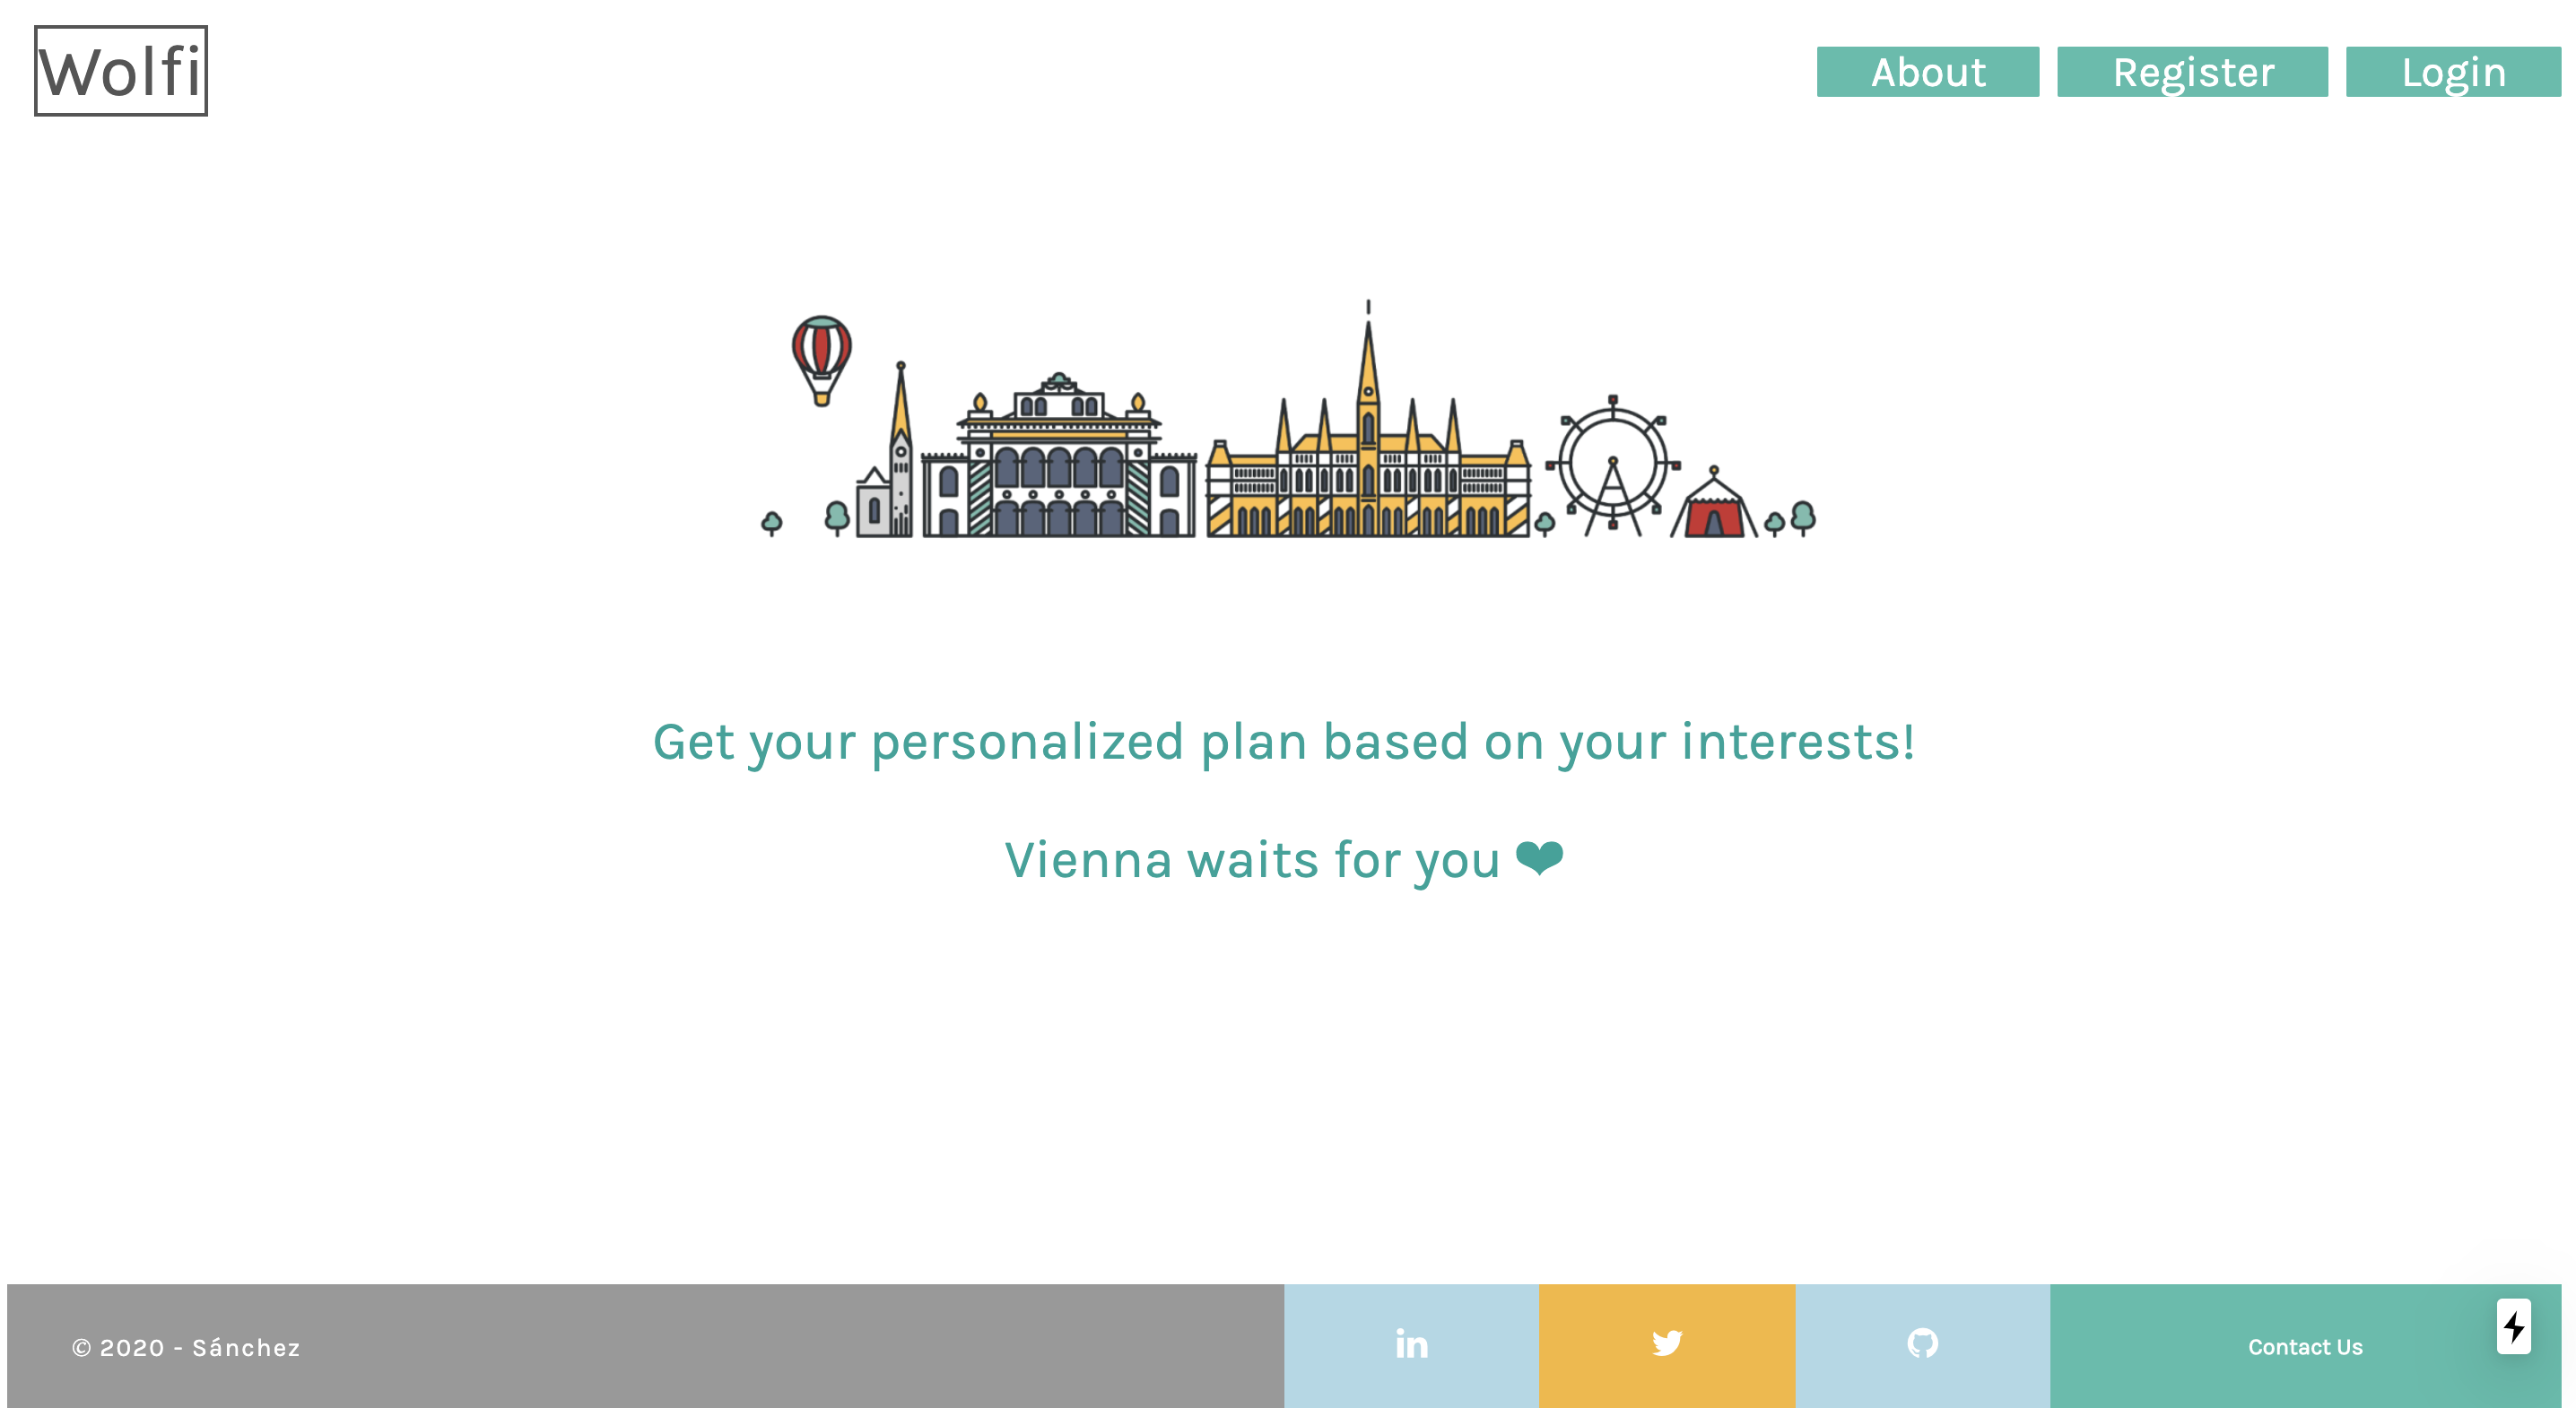 Wolfi
About
Register
Login
Get your personalized plan based on your interests!
Vienna waits for you ❤
© 2020 - Sánchez
in
Contact Us